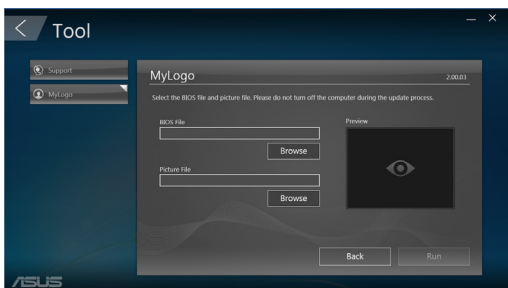 Tool
Support
MyLogo
MyLogo
2.00.03
Select the BIOS file and picture file. Please do not turn off the computer during the update process.
BIOS File
Browse
Picture File
Browse
Preview
Back
Run
ASUS